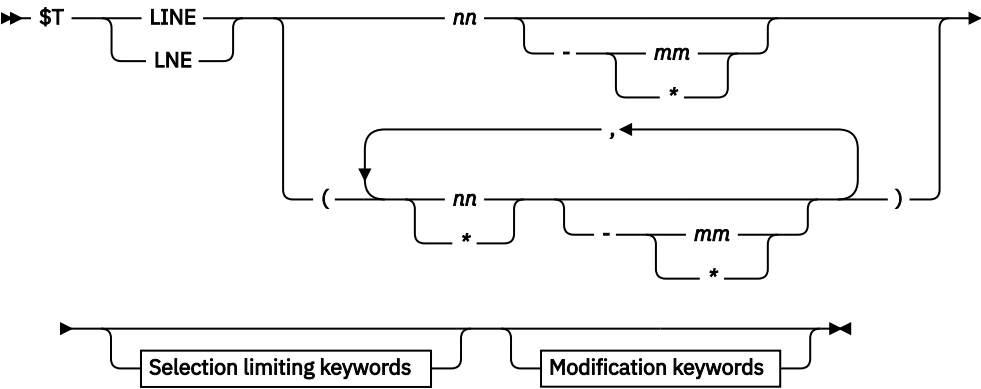 $T LINE nn
LNE - mm
*
,
( nn )
* - mm
*
Selection limiting keywords Modification keywords